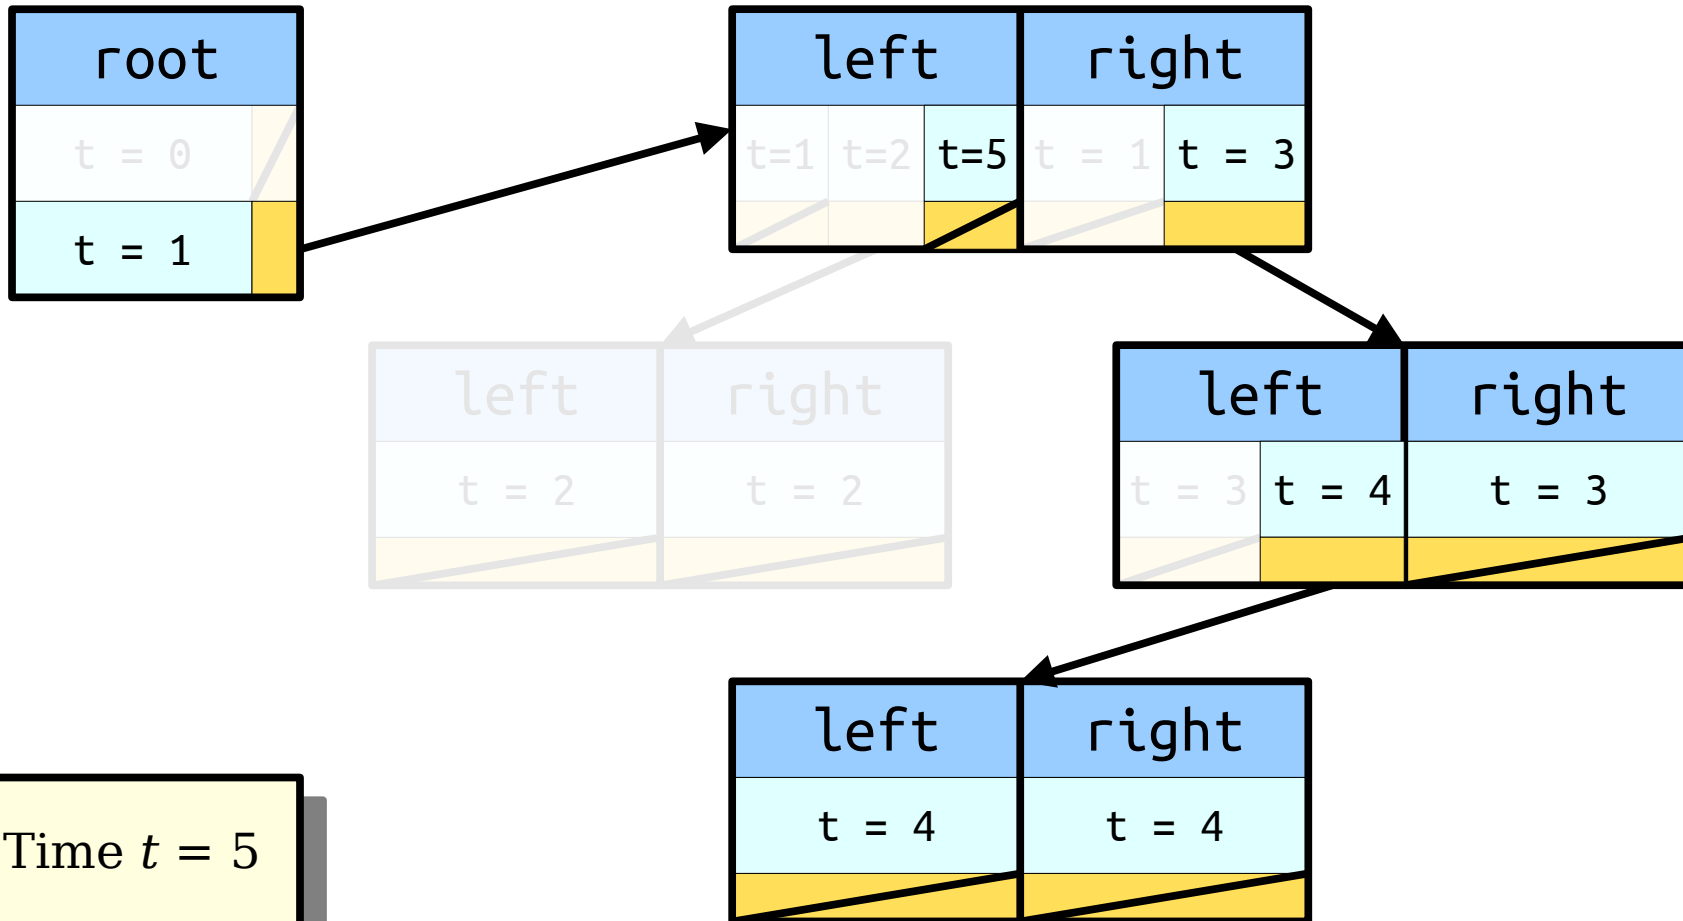 root
t = 0
t = 1
left right
t=1 t=2 t=5 t = 1 t = 3
left right
t = 2 t = 2
left right
t = 3 t = 4 t = 3
left right
t = 4 t = 4
Time t = 5